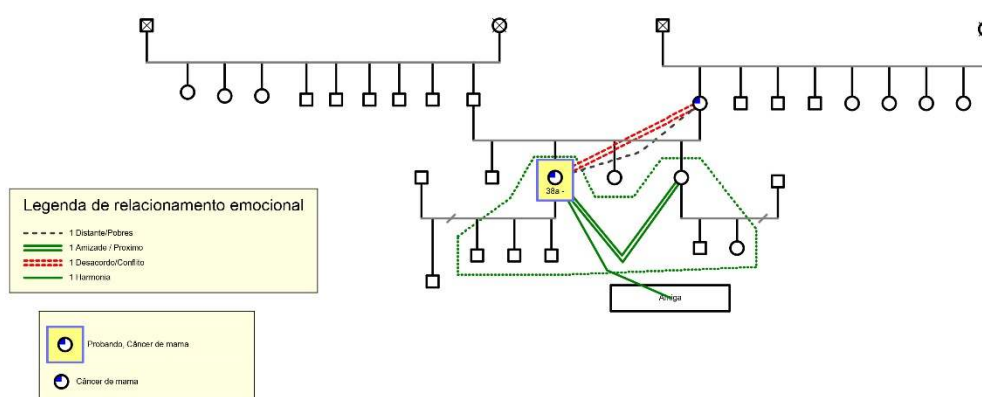 38a -
Legenda de relacionamento emocional
1 Distante/Pobres
1 Amizade / Proximo
1 Desacordo/Conflito
1 Harmonia
Amiga
Probando, Câncer de mama
Câncer de mama